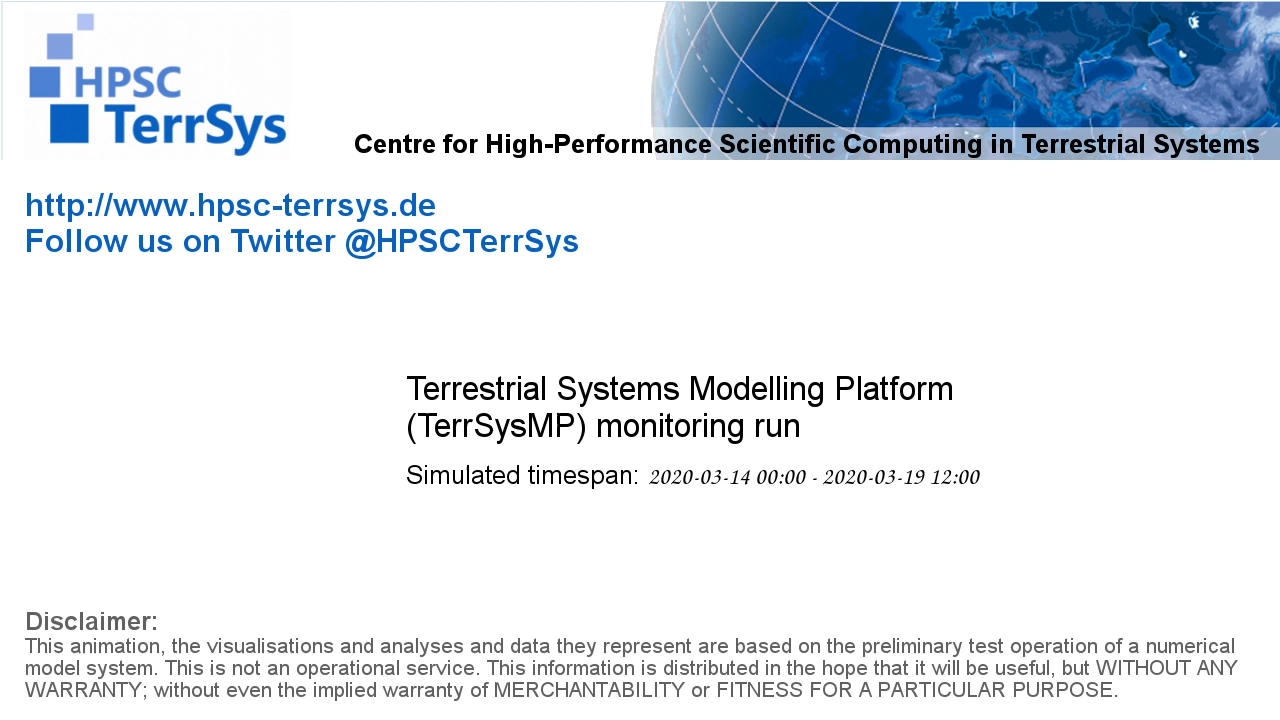 HPSC
TerrSys
Centre for High-Performance Scientific Computing in Terrestrial Systems
http://www.hpsc-terrsys.de
Follow us on Twitter @HPSCTerrSys
Terrestrial Systems Modelling Platform
(TerrSysMP) monitoring run
Simulated timespan: 2020-03-14 00:00 - 2020-03-19 12:00
Disclaimer:
This animation, the visualisations and analyses and data they represent are based on the preliminary test operation of a numerical
model system. This is not an operational service. This information is distributed in the hope that it will be useful, but WITHOUT ANY
WARRANTY; without even the implied warranty of MERCHANTABILITY or FITNESS FOR A PARTICULAR PURPOSE.